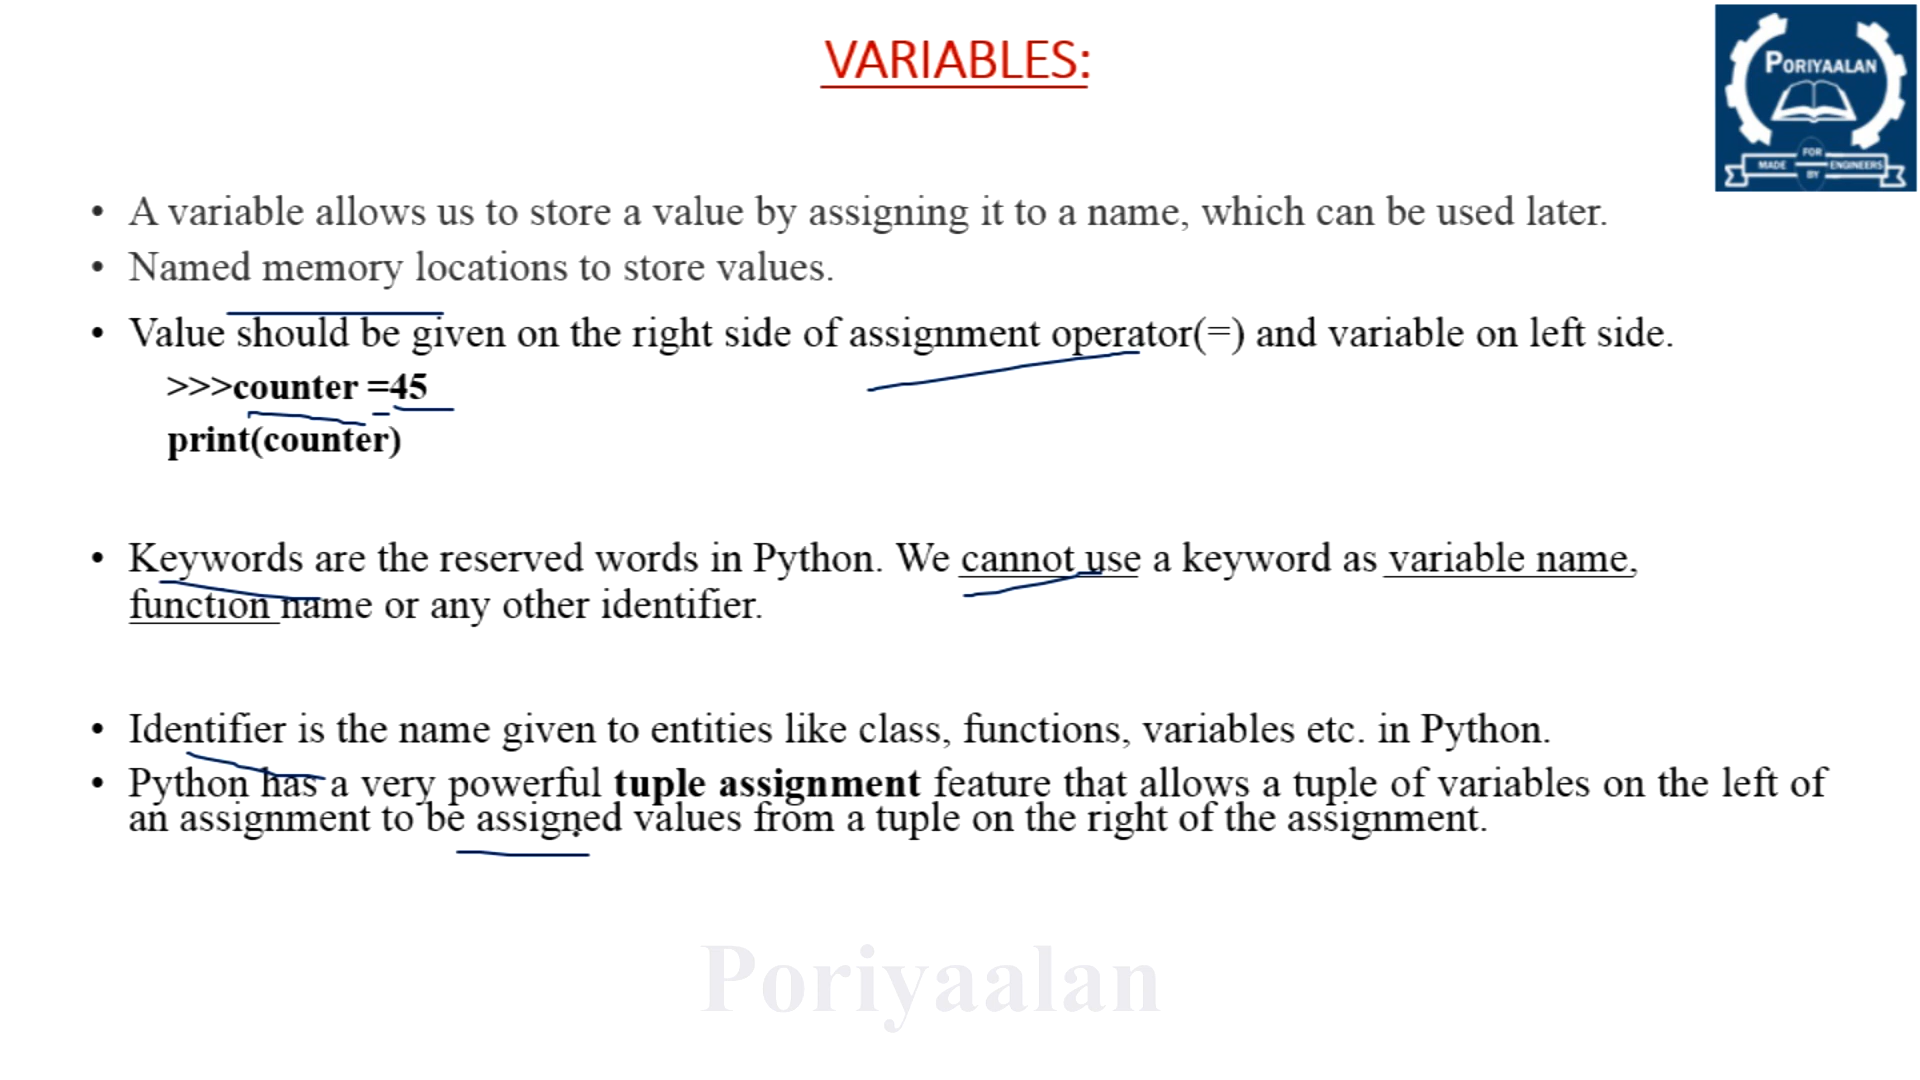 VARIABLES:
PORIYAALAN
MADE FOR BY ENGINEERS
• A variable allows us to store a value by assigning it to a name, which can be used later.
• Named memory locations to store values.
• Value should be given on the right side of assignment operator(=) and variable on left side.
>>>counter =45
print(counter)
• Keywords are the reserved words in Python. We cannot use a keyword as variable name,
function name or any other identifier.
• Identifier is the name given to entities like class, functions, variables etc. in Python.
• Python has a very powerful tuple assignment feature that allows a tuple of variables on the left of
an assignment to be assigned values from a tuple on the right of the assignment.
Poriyaalan